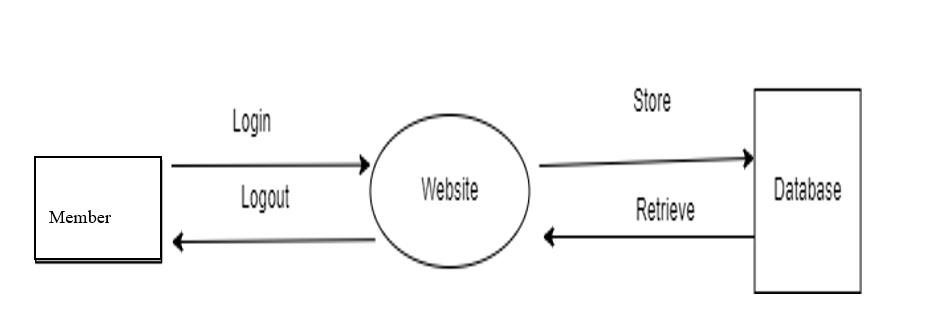 Store
Login
Website
Database
Logout
Retrieve
Member